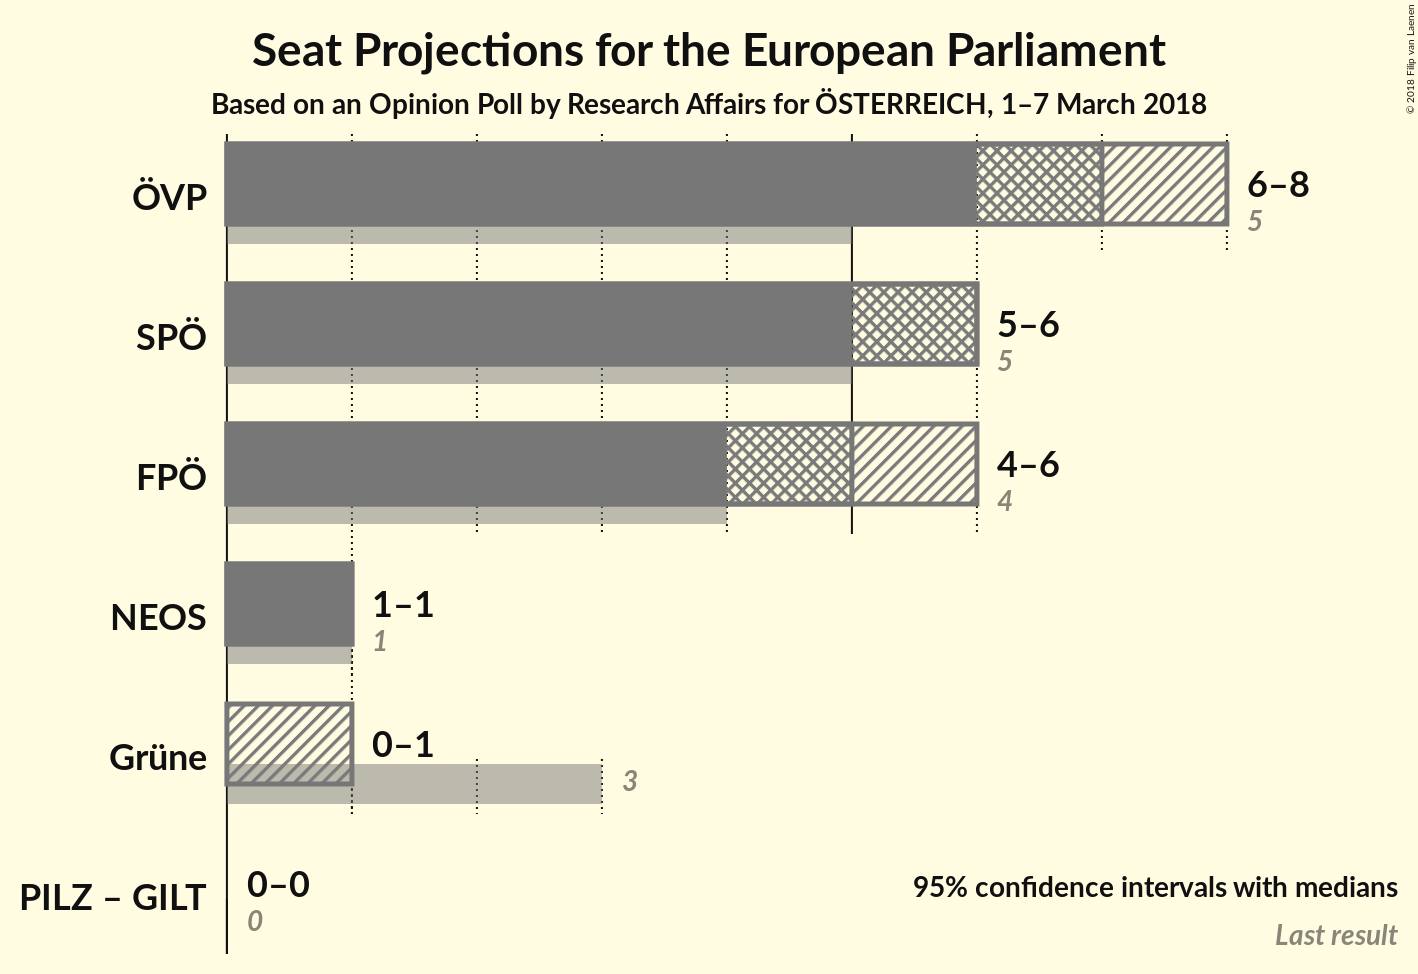 Seat Projections for the European Parliament
Based on an Opinion Poll by Research Affairs for ÖSTERREICH, 1–7 March 2018
© 2018 Filip van Laenen
ÖVP
6–8
5
SPÖ
5–6
5
FPÖ
4–6
4
NEOS
1–1
1
Grüne
0–1
3
PILZ – GILT
0–0
0
95% confidence intervals with medians
Last result